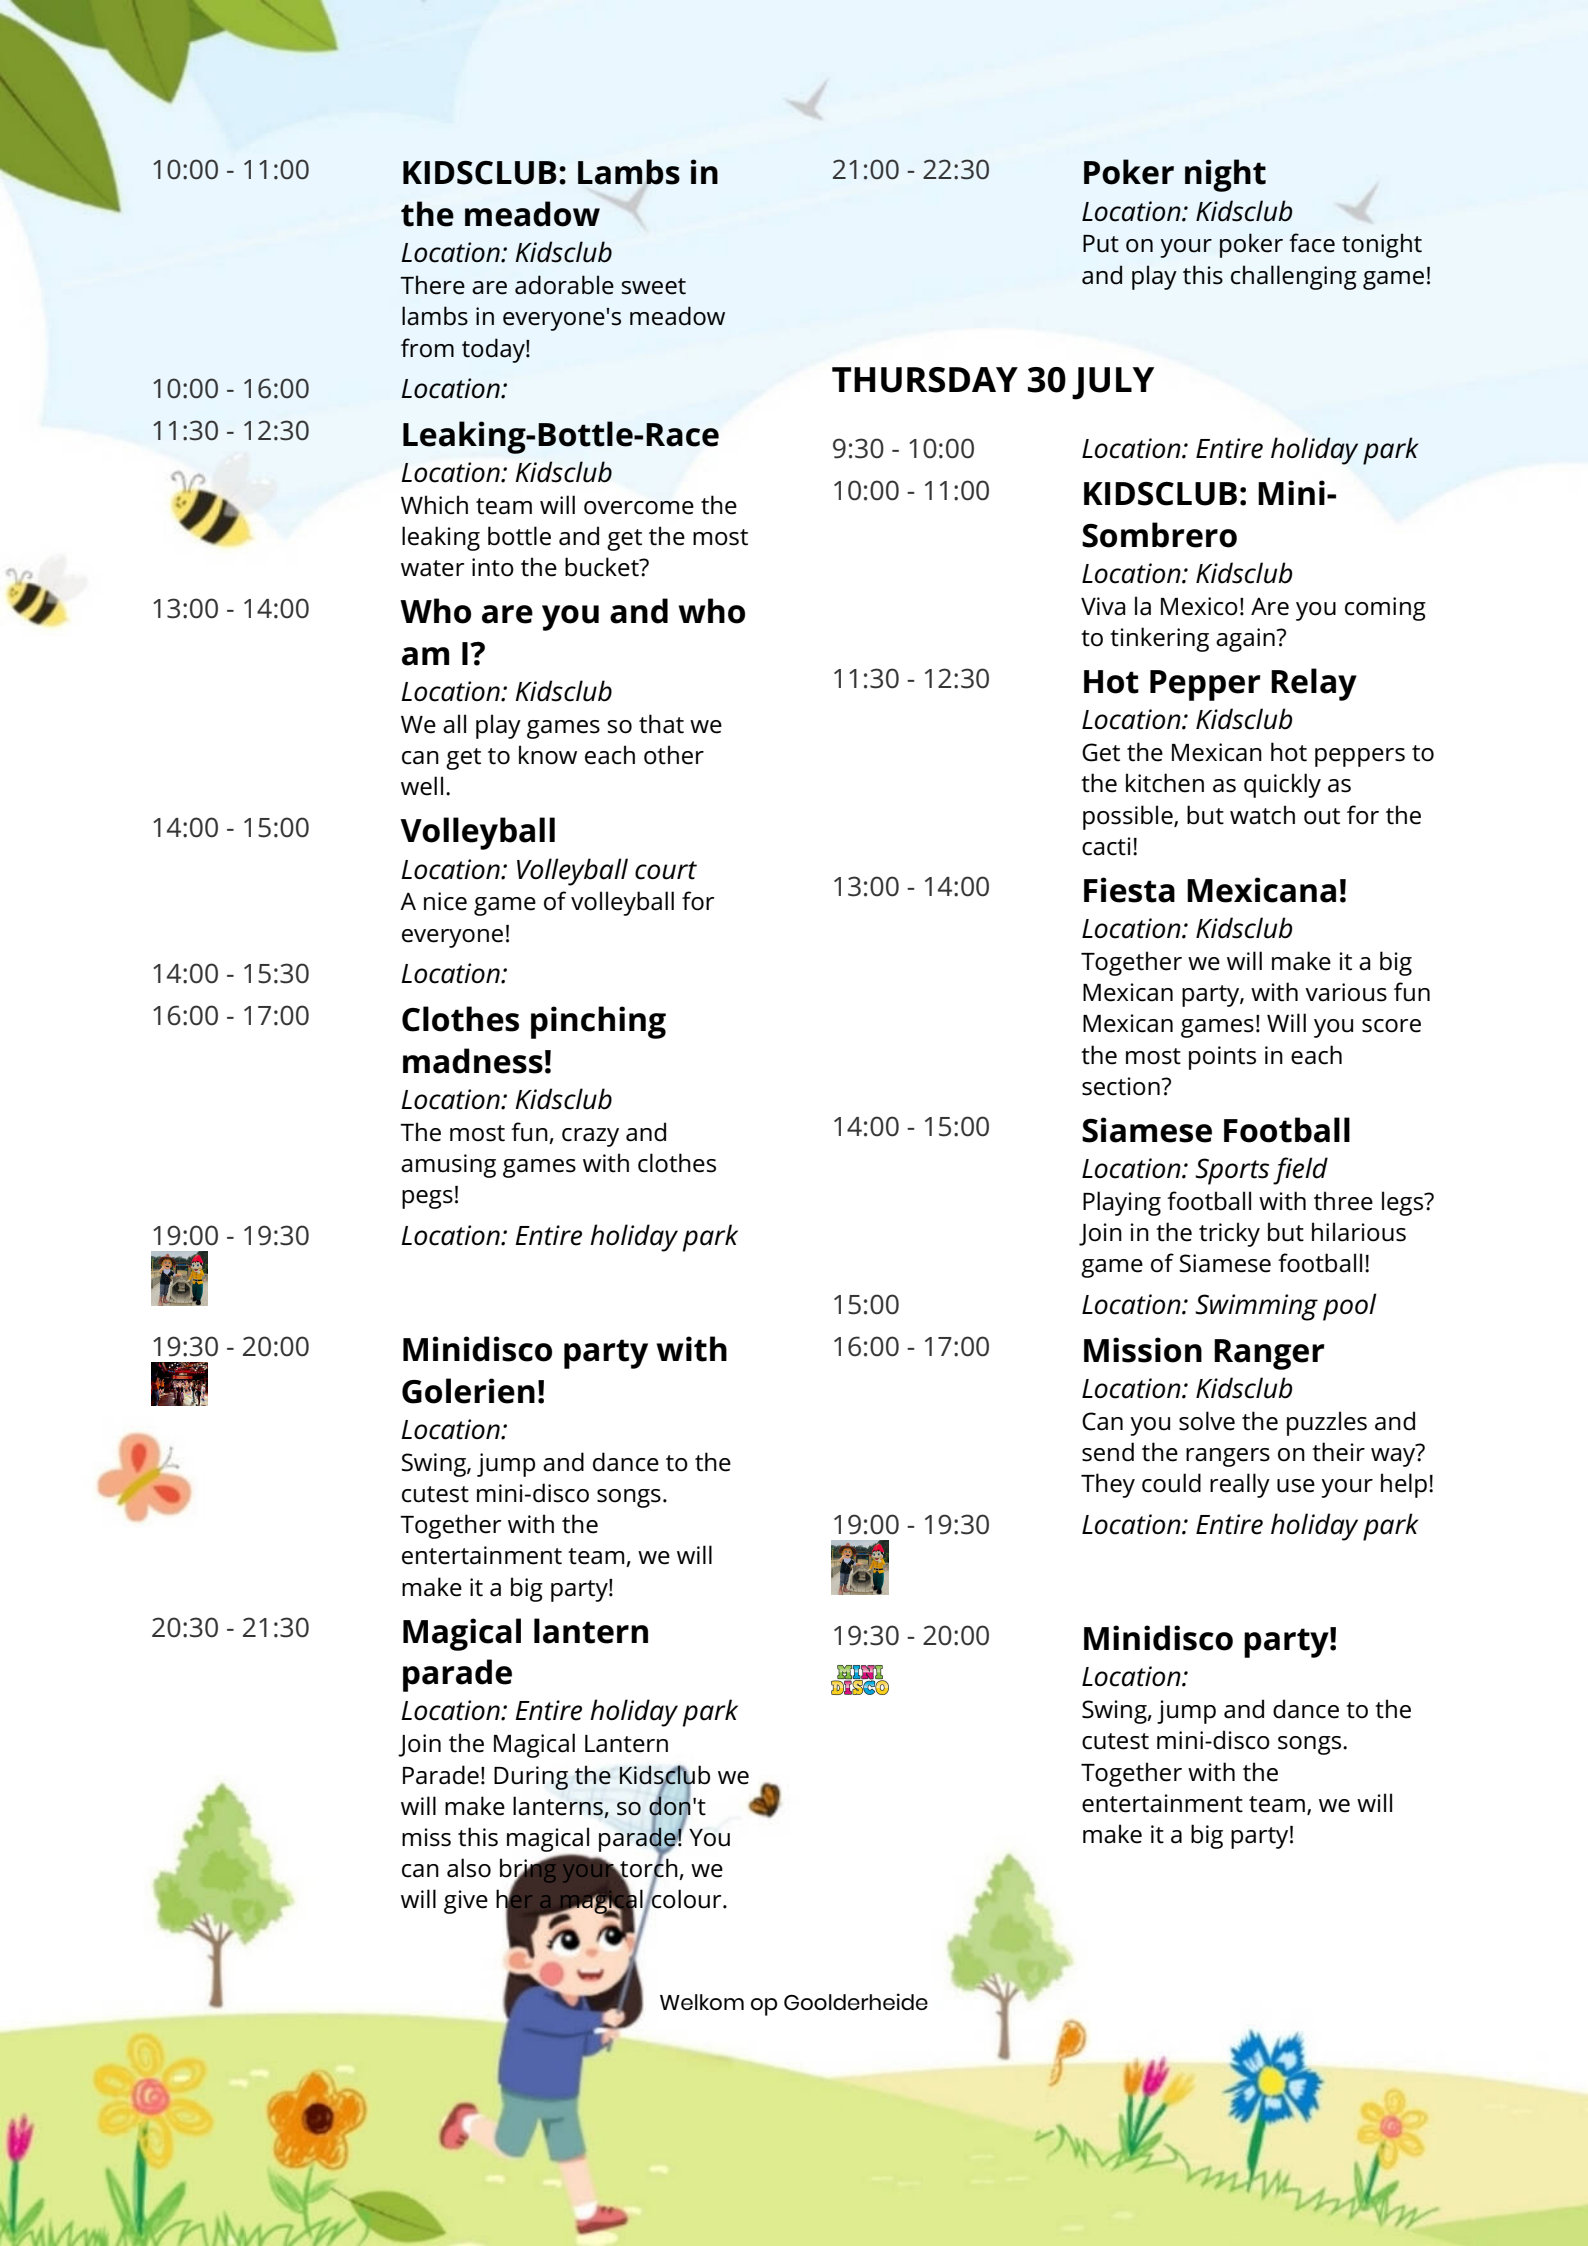 10:00 - 11:00
KIDSCLUB: Lambs in
the meadow
Location: Kidsclub
There are adorable sweet
lambs in everyone's meadow
from today!
10:00 - 16:00
Location:
11:30 - 12:30
Leaking-Bottle-Race
Location: Kidsclub
Which team will overcome the
leaking bottle and get the most
water into the bucket?
13:00 - 14:00
Who are you and who
am I?
Location: Kidsclub
We all play games so that we
can get to know each other
well.
14:00 - 15:00
Volleyball
Location: Volleyball court
A nice game of volleyball for
everyone!
14:00 - 15:30
Location:
16:00 - 17:00
Clothes pinching
madness!
Location: Kidsclub
The most fun, crazy and
amusing games with clothes
pegs!
19:00 - 19:30
Location: Entire holiday park
19:30 - 20:00
Minidisco party with
Golerien!
Location:
Swing, jump and dance to the
cutest mini-disco songs.
Together with the
entertainment team, we will
make it a big party!
20:30 - 21:30
Magical lantern
parade
Location: Entire holiday park
Join the Magical Lantern
Parade! During the Kidsclub we
will make lanterns, so don't
miss this magical parade! You
can also bring your torch, we
will give her a magical colour.
21:00 - 22:30
Poker night
Location: Kidsclub
Put on your poker face tonight
and play this challenging game!
THURSDAY 30 JULY
9:30 - 10:00
Location: Entire holiday park
10:00 - 11:00
KIDSCLUB: Mini-
Sombrero
Location: Kidsclub
Viva la Mexico! Are you coming
to tinkering again?
11:30 - 12:30
Hot Pepper Relay
Location: Kidsclub
Get the Mexican hot peppers to
the kitchen as quickly as
possible, but watch out for the
cacti!
13:00 - 14:00
Fiesta Mexicana!
Location: Kidsclub
Together we will make it a big
Mexican party, with various fun
Mexican games! Will you score
the most points in each
section?
14:00 - 15:00
Siamese Football
Location: Sports field
Playing football with three legs?
Join in the tricky but hilarious
game of Siamese football!
15:00
Location: Swimming pool
16:00 - 17:00
Mission Ranger
Location: Kidsclub
Can you solve the puzzles and
send the rangers on their way?
They could really use your help!
19:00 - 19:30
Location: Entire holiday park
19:30 - 20:00
MINI
DISCO
Minidisco party!
Location:
Swing, jump and dance to the
cutest mini-disco songs.
Together with the
entertainment team, we will
make it a big party!
Welkom op Goolderheide